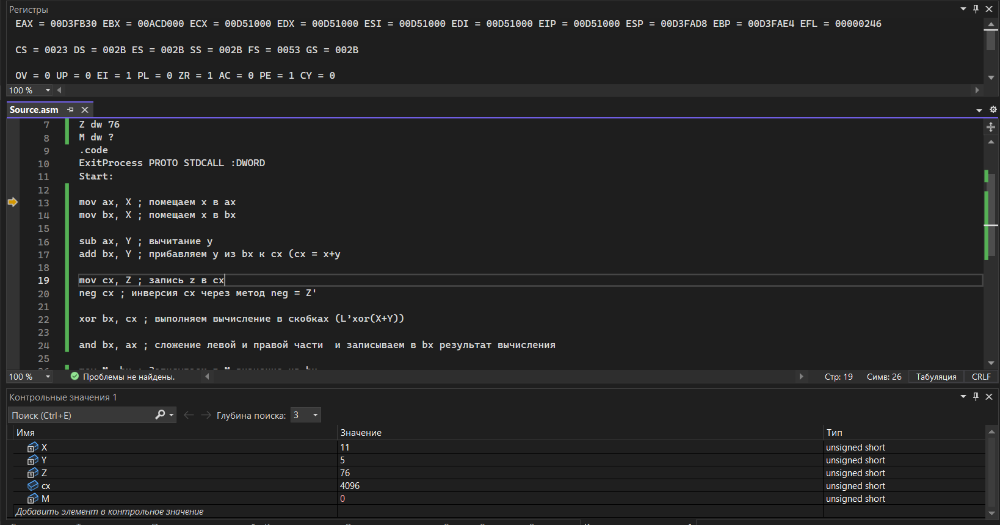 Регистры
EAX = 00D3FB30 EBX = 00ACD000 ECX = 00D51000 EDX = 00D51000 ESI = 00D51000 EDI = 00D51000 EIP = 00D51000 ESP = 00D3FAD8 EBP = 00D3FAE4 EFL = 00000246
CS = 0023 DS = 002B ES = 002B SS = 002B FS = 0053 GS = 002B
OV = 0 UP = 0 EI = 1 PL = 0 ZR = 1 AC = 0 PE = 1 CY = 0
100 %
Source.asm
7 Z dw 76
8 M dw ?
9 .code
10 ExitProcess PROTO STDCALL :DWORD
11 Start:
12
13 mov ax, X ; помещаем x в ax
14 mov bx, X ; помещаем x в bx
15
16 sub ax, Y ; вычитание y
17 add bx, Y ; прибавляем y из bx к cx (cx = x+y
18
19 mov cx, Z ; запись z в cx
20 neg cx ; инверсия cx через метод neg = Z'
21
22 xor bx, cx ; выполняем вычисление в скобках (L’xor(X+Y))
23
24 and bx, ax ; сложение левой и правой части  и записываем в bx результат вычисления
25
100 % Проблемы не найдены. Стр: 19 Симв: 26 Табуляция CRLF
Контрольные значения 1
Поиск (Ctrl+E) Глубина поиска: 3
Имя Значение Тип
X 11 unsigned short
Y 5 unsigned short
Z 76 unsigned short
cx 4096 unsigned short
M 0 unsigned short
Добавить элемент в контрольное значение